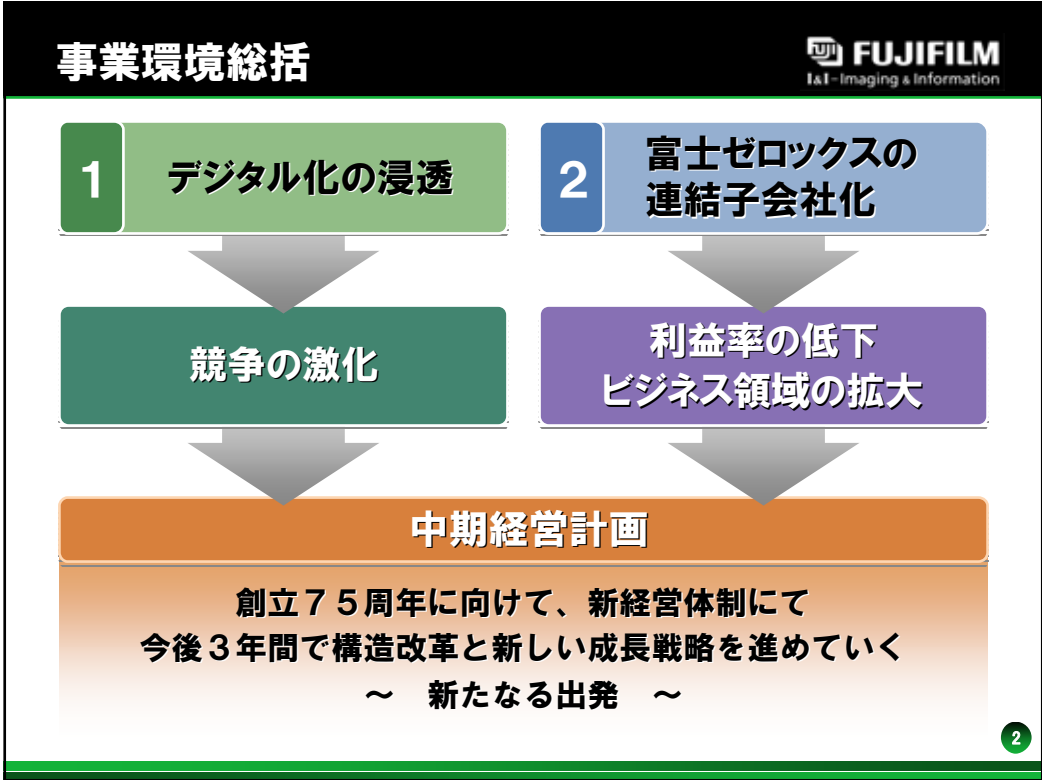 事業環境総括
FUJI FUJIFILM
I&I-Imaging & Information
1
デジタル化の浸透
2
富士ゼロックスの
連結子会社化
競争の激化
利益率の低下
ビジネス領域の拡大
中期経営計画
創立７５周年に向けて、新経営体制にて
今後３年間で構造改革と新しい成長戦略を進めていく
～　新たなる出発　～
2